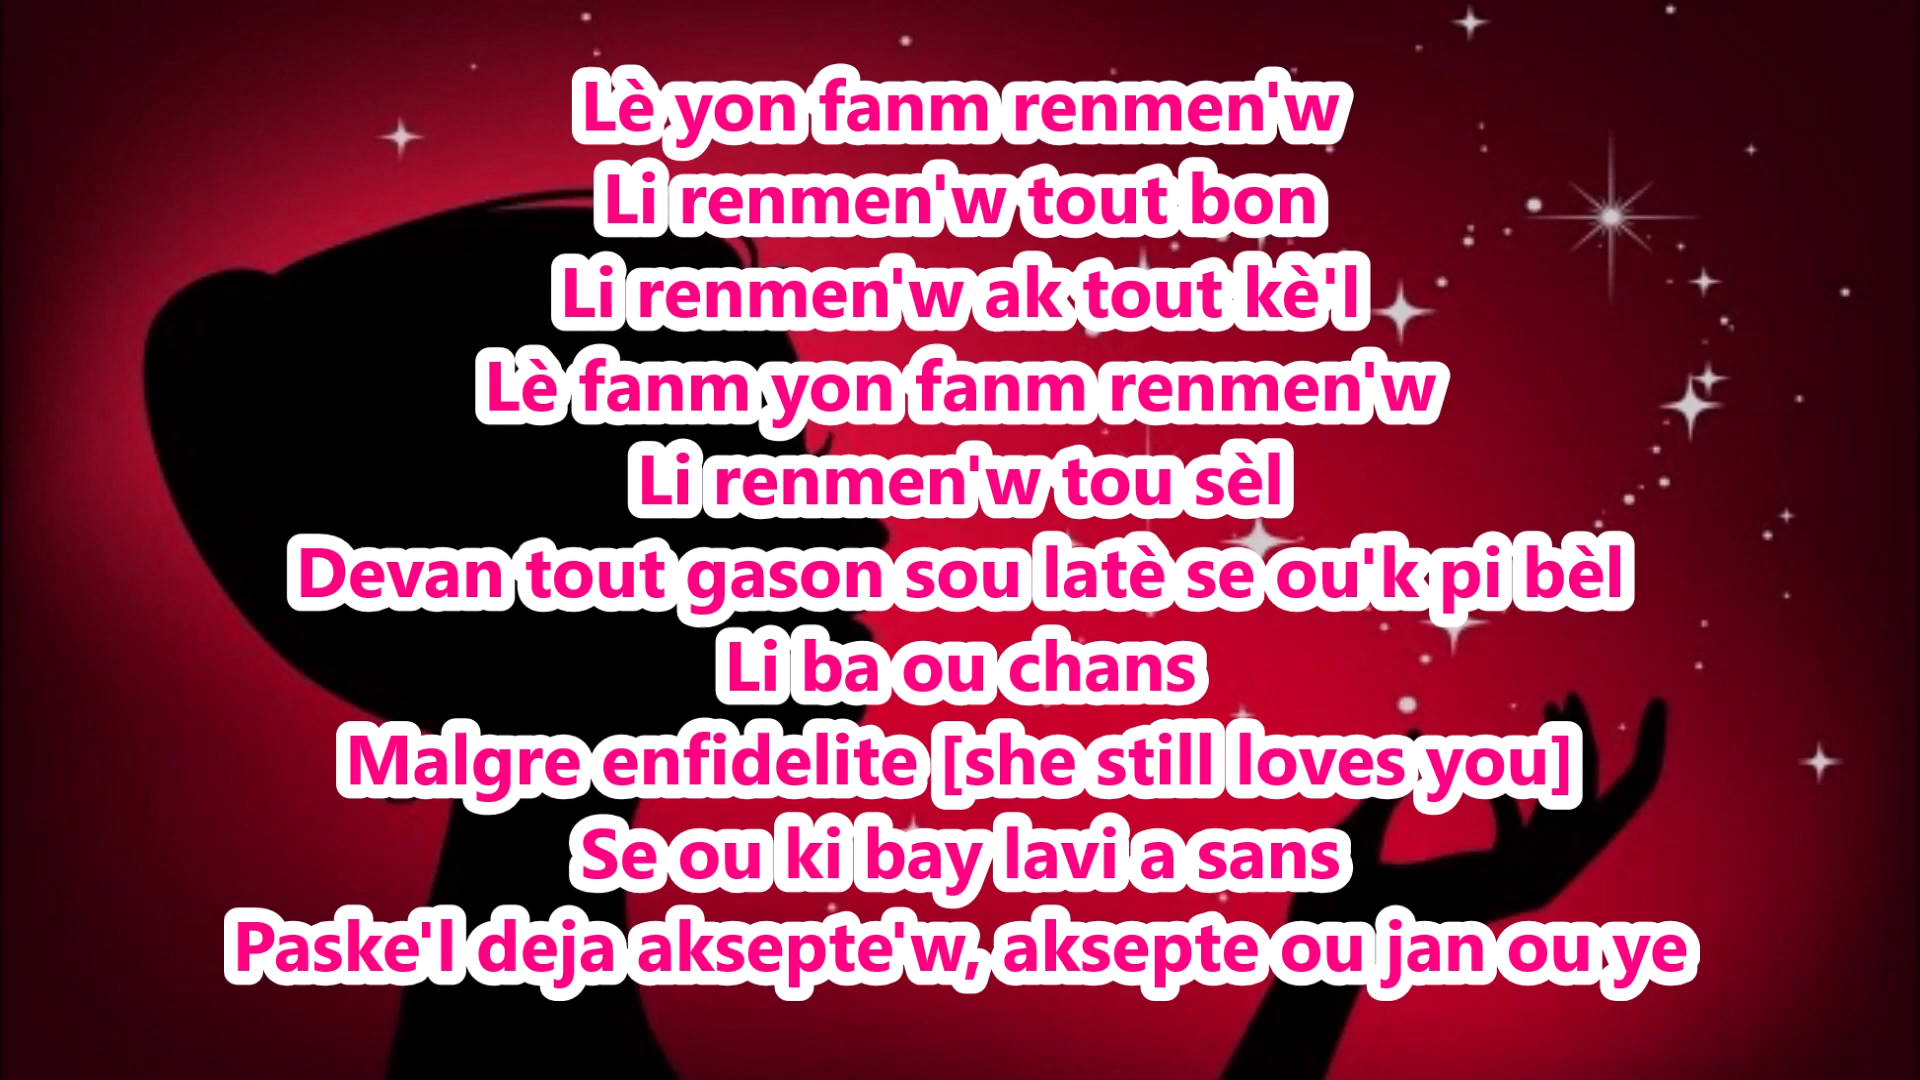 Lè yon fanm renmen'w
Li renmen'w tout bon
Li renmen'w ak tout kè'l
Lè fanm yon fanm renmen'w
Li renmen'w tou sèl
Devan tout gason sou latè se ou'k pi bèl
Li ba ou chans
Malgre enfidelite [she still loves you]
Se ou ki bay lavi a sans
Paske'l deja aksepte'w, aksepte ou jan ou ye